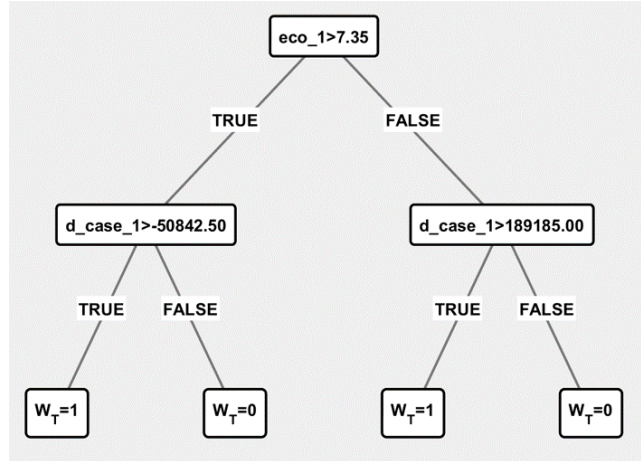 eco_1>7.35
TRUE
FALSE
d_case_1>-50842.50
d_case_1>189185.00
TRUE
FALSE
TRUE
FALSE
W_T=1
W_T=0
W_T=1
W_T=0